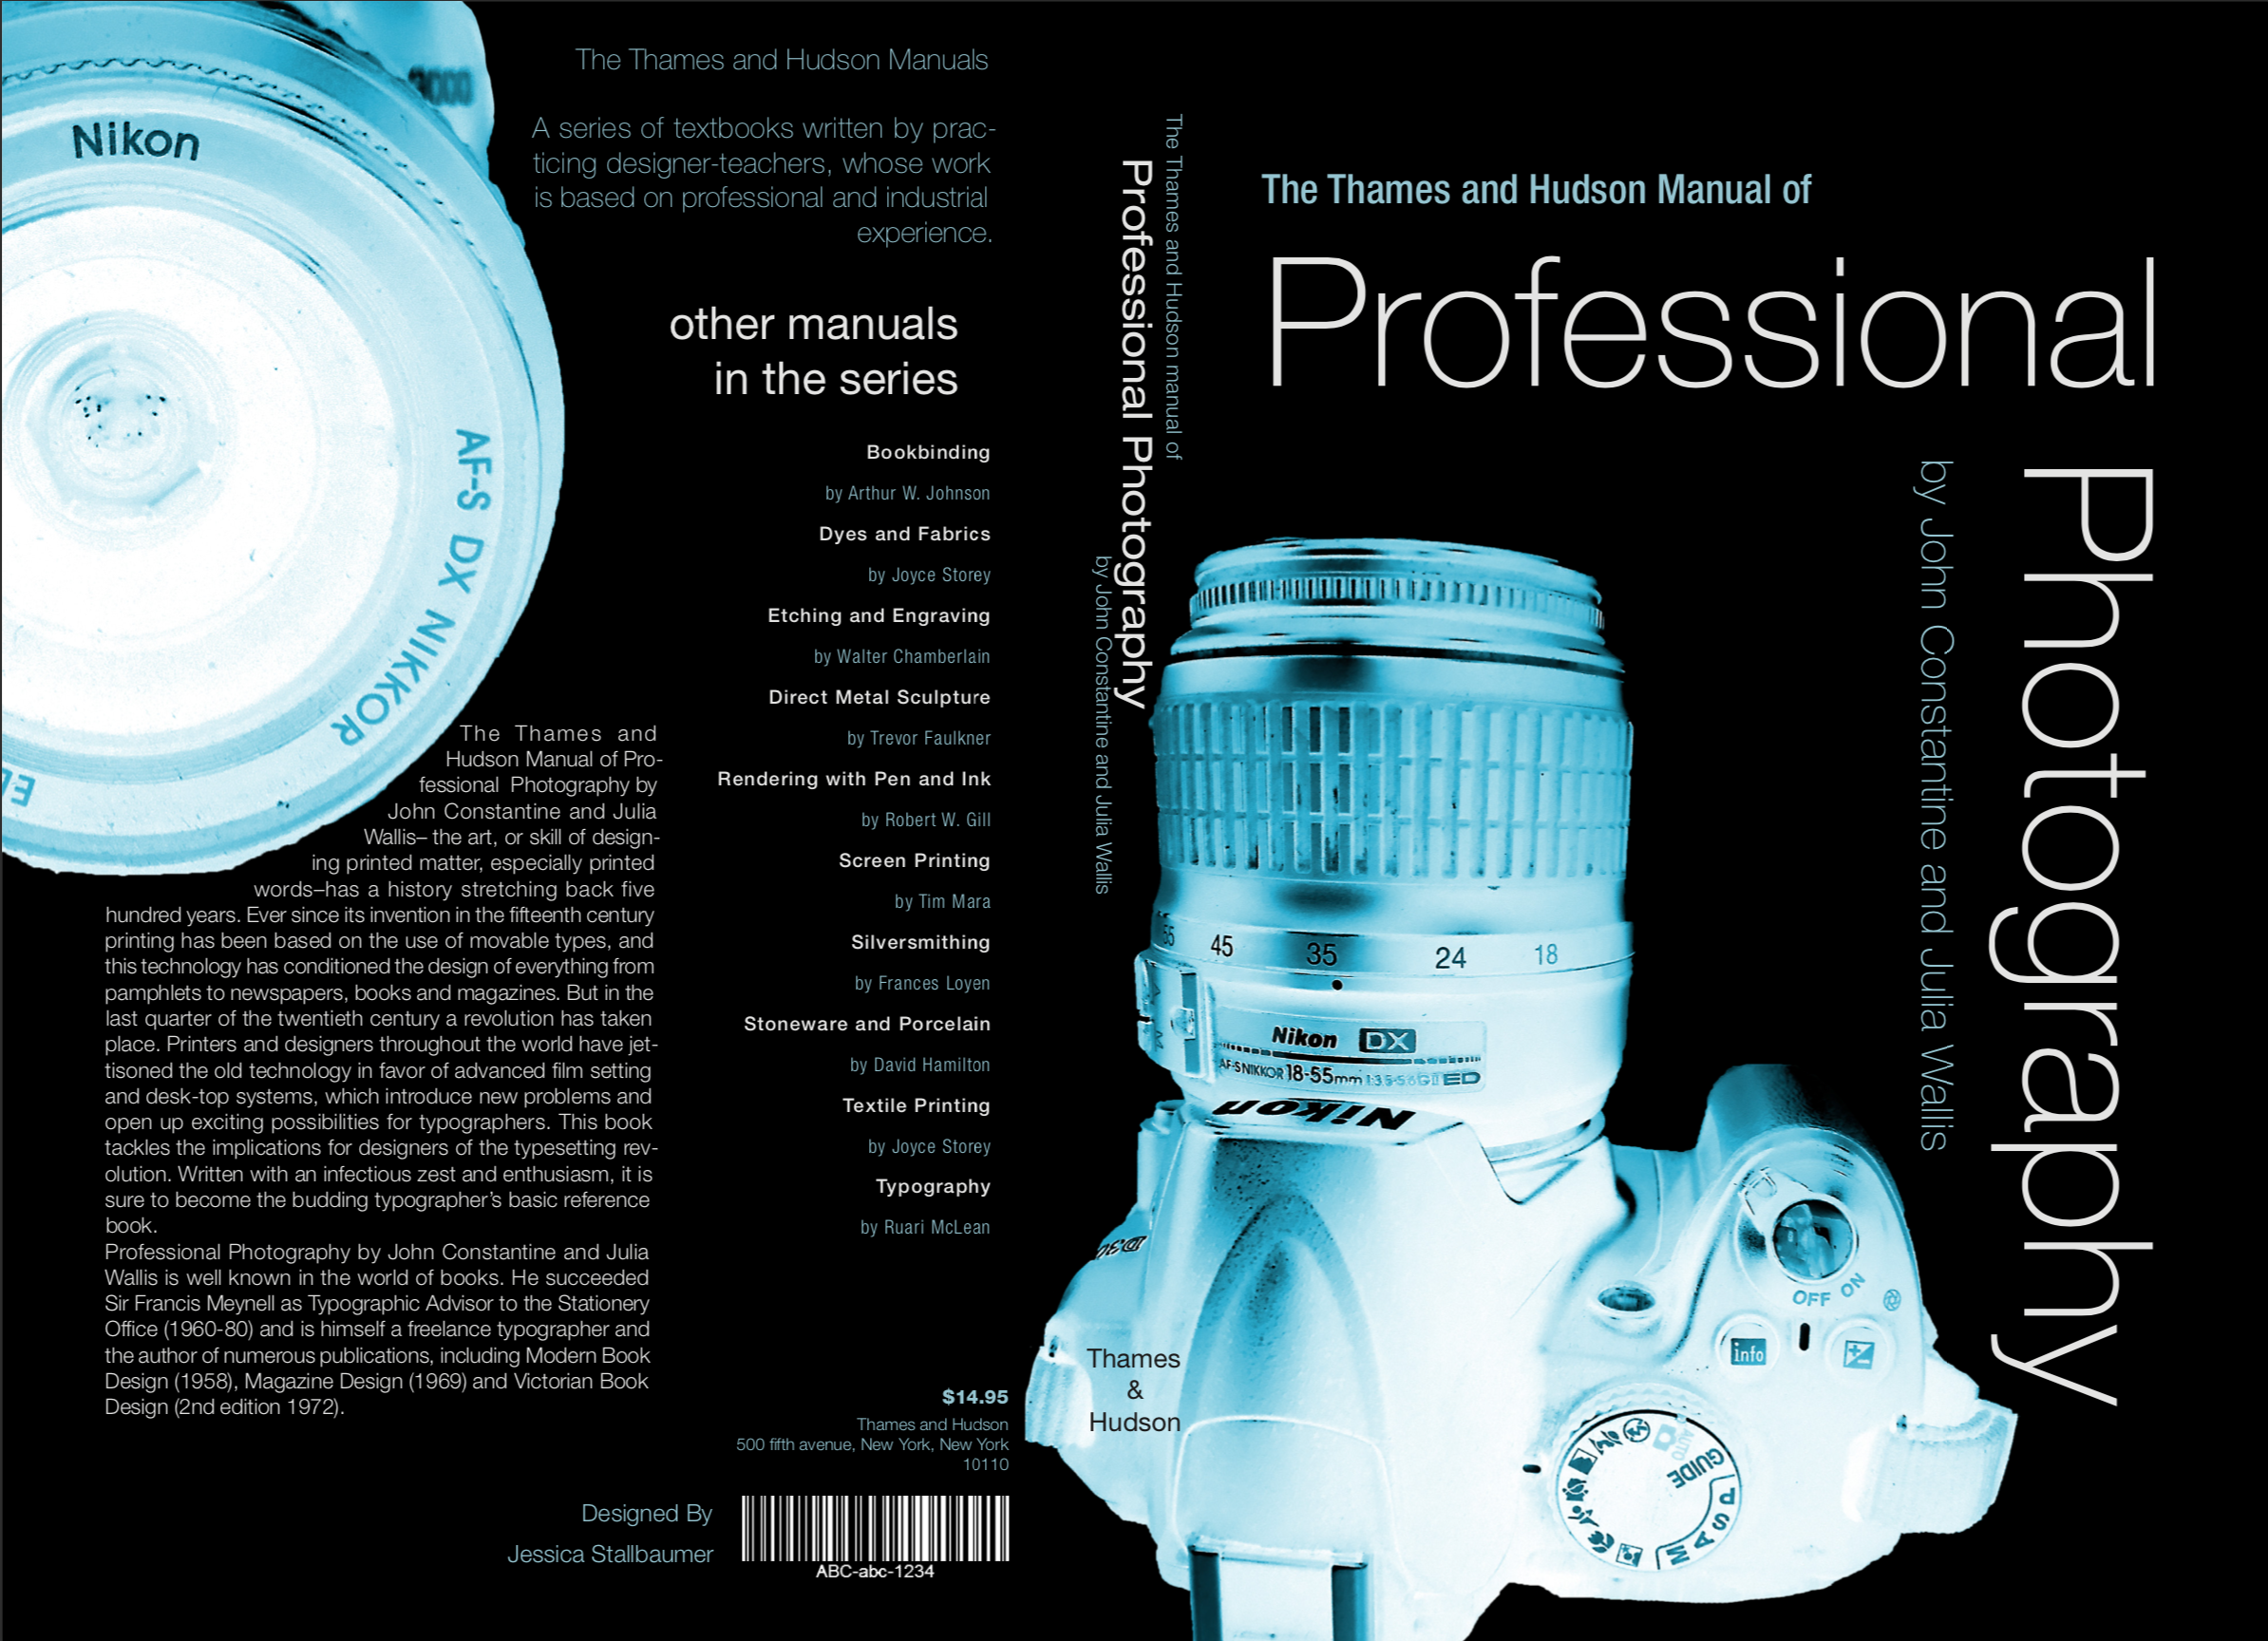 The Thames and Hudson Manuals
A series of textbooks written by prac-
ticing designer-teachers, whose work
is based on professional and industrial
experience.
other manuals
in the series
Bookbinding
by Arthur W. Johnson
Dyes and Fabrics
by Joyce Storey
Etching and Engraving
by Walter Chamberlain
Direct Metal Sculpture
by Trevor Faulkner
Rendering with Pen and Ink
by Robert W. Gill
Screen Printing
by Tim Mara
Silversmithing
by Frances Loyen
Stoneware and Porcelain
by David Hamilton
Textile Printing
by Joyce Storey
Typography
by Ruari McLean
Nikon
AF-S DX NIKKOR
ED
The Thames and
Hudson Manual of Pro-
fessional Photography by
John Constantine and Julia
Wallis– the art, or skill of design-
ing printed matter, especially printed
words–has a history stretching back five
hundred years. Ever since its invention in the fifteenth century
printing has been based on the use of movable types, and
this technology has conditioned the design of everything from
pamphlets to newspapers, books and magazines. But in the
last quarter of the twentieth century a revolution has taken
place. Printers and designers throughout the world have jet-
tisoned the old technology in favor of advanced film setting
and desk-top systems, which introduce new problems and
open up exciting possibilities for typographers. This book
tackles the implications for designers of the typesetting rev-
olution. Written with an infectious zest and enthusiasm, it is
sure to become the budding typographer's basic reference
book.
Professional Photography by John Constantine and Julia
Wallis is well known in the world of books. He succeeded
Sir Francis Meynell as Typographic Advisor to the Stationery
Office (1960-80) and is himself a freelance typographer and
the author of numerous publications, including Modern Book
Design (1958), Magazine Design (1969) and Victorian Book
Design (2nd edition 1972).
$14.95
Thames and Hudson
500 fifth avenue, New York, New York
10110
Designed By
Jessica Stallbaumer
ABC-abc-1234
The Thames and Hudson manual of
Professional Photography
by John Constantine and Julia Wallis
Thames
&
Hudson
The Thames and Hudson Manual of
Professional
Photography
by John Constantine and Julia Wallis
55 45 35 24 18
Nikon DX
AF-S NIKKOR 18-55mm 1:3.5-5.6G II ED
Nikon
OFF ON
info
AUTO
GUIDE
P
S
A
M